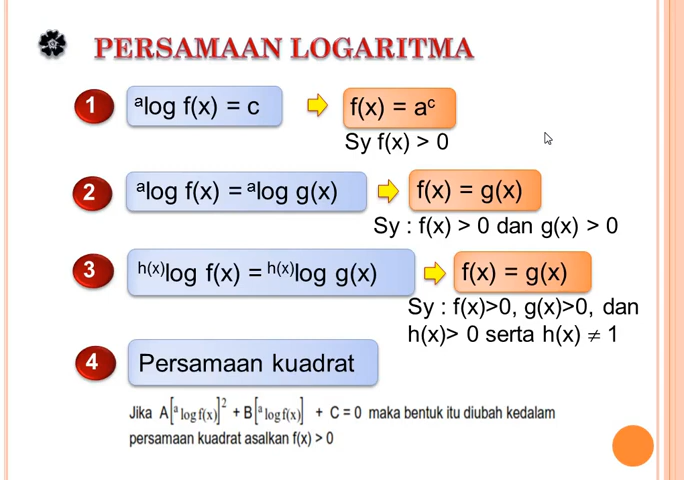 PERSAMAAN LOGARITMA
1 ᵃlog f(x) = c f(x) = aᶜ
Sy f(x) > 0
2 ᵃlog f(x) = ᵃlog g(x) f(x) = g(x)
Sy : f(x) > 0 dan g(x) > 0
3 ʰ⁽ˣ⁾log f(x) = ʰ⁽ˣ⁾log g(x) f(x) = g(x)
Sy : f(x)>0, g(x)>0, dan
h(x)> 0 serta h(x) ≠ 1
4 Persamaan kuadrat
Jika A[ᵃlog f(x)]² + B[ᵃlog f(x)] + C = 0 maka bentuk itu diubah kedalam
persamaan kuadrat asalkan f(x) > 0